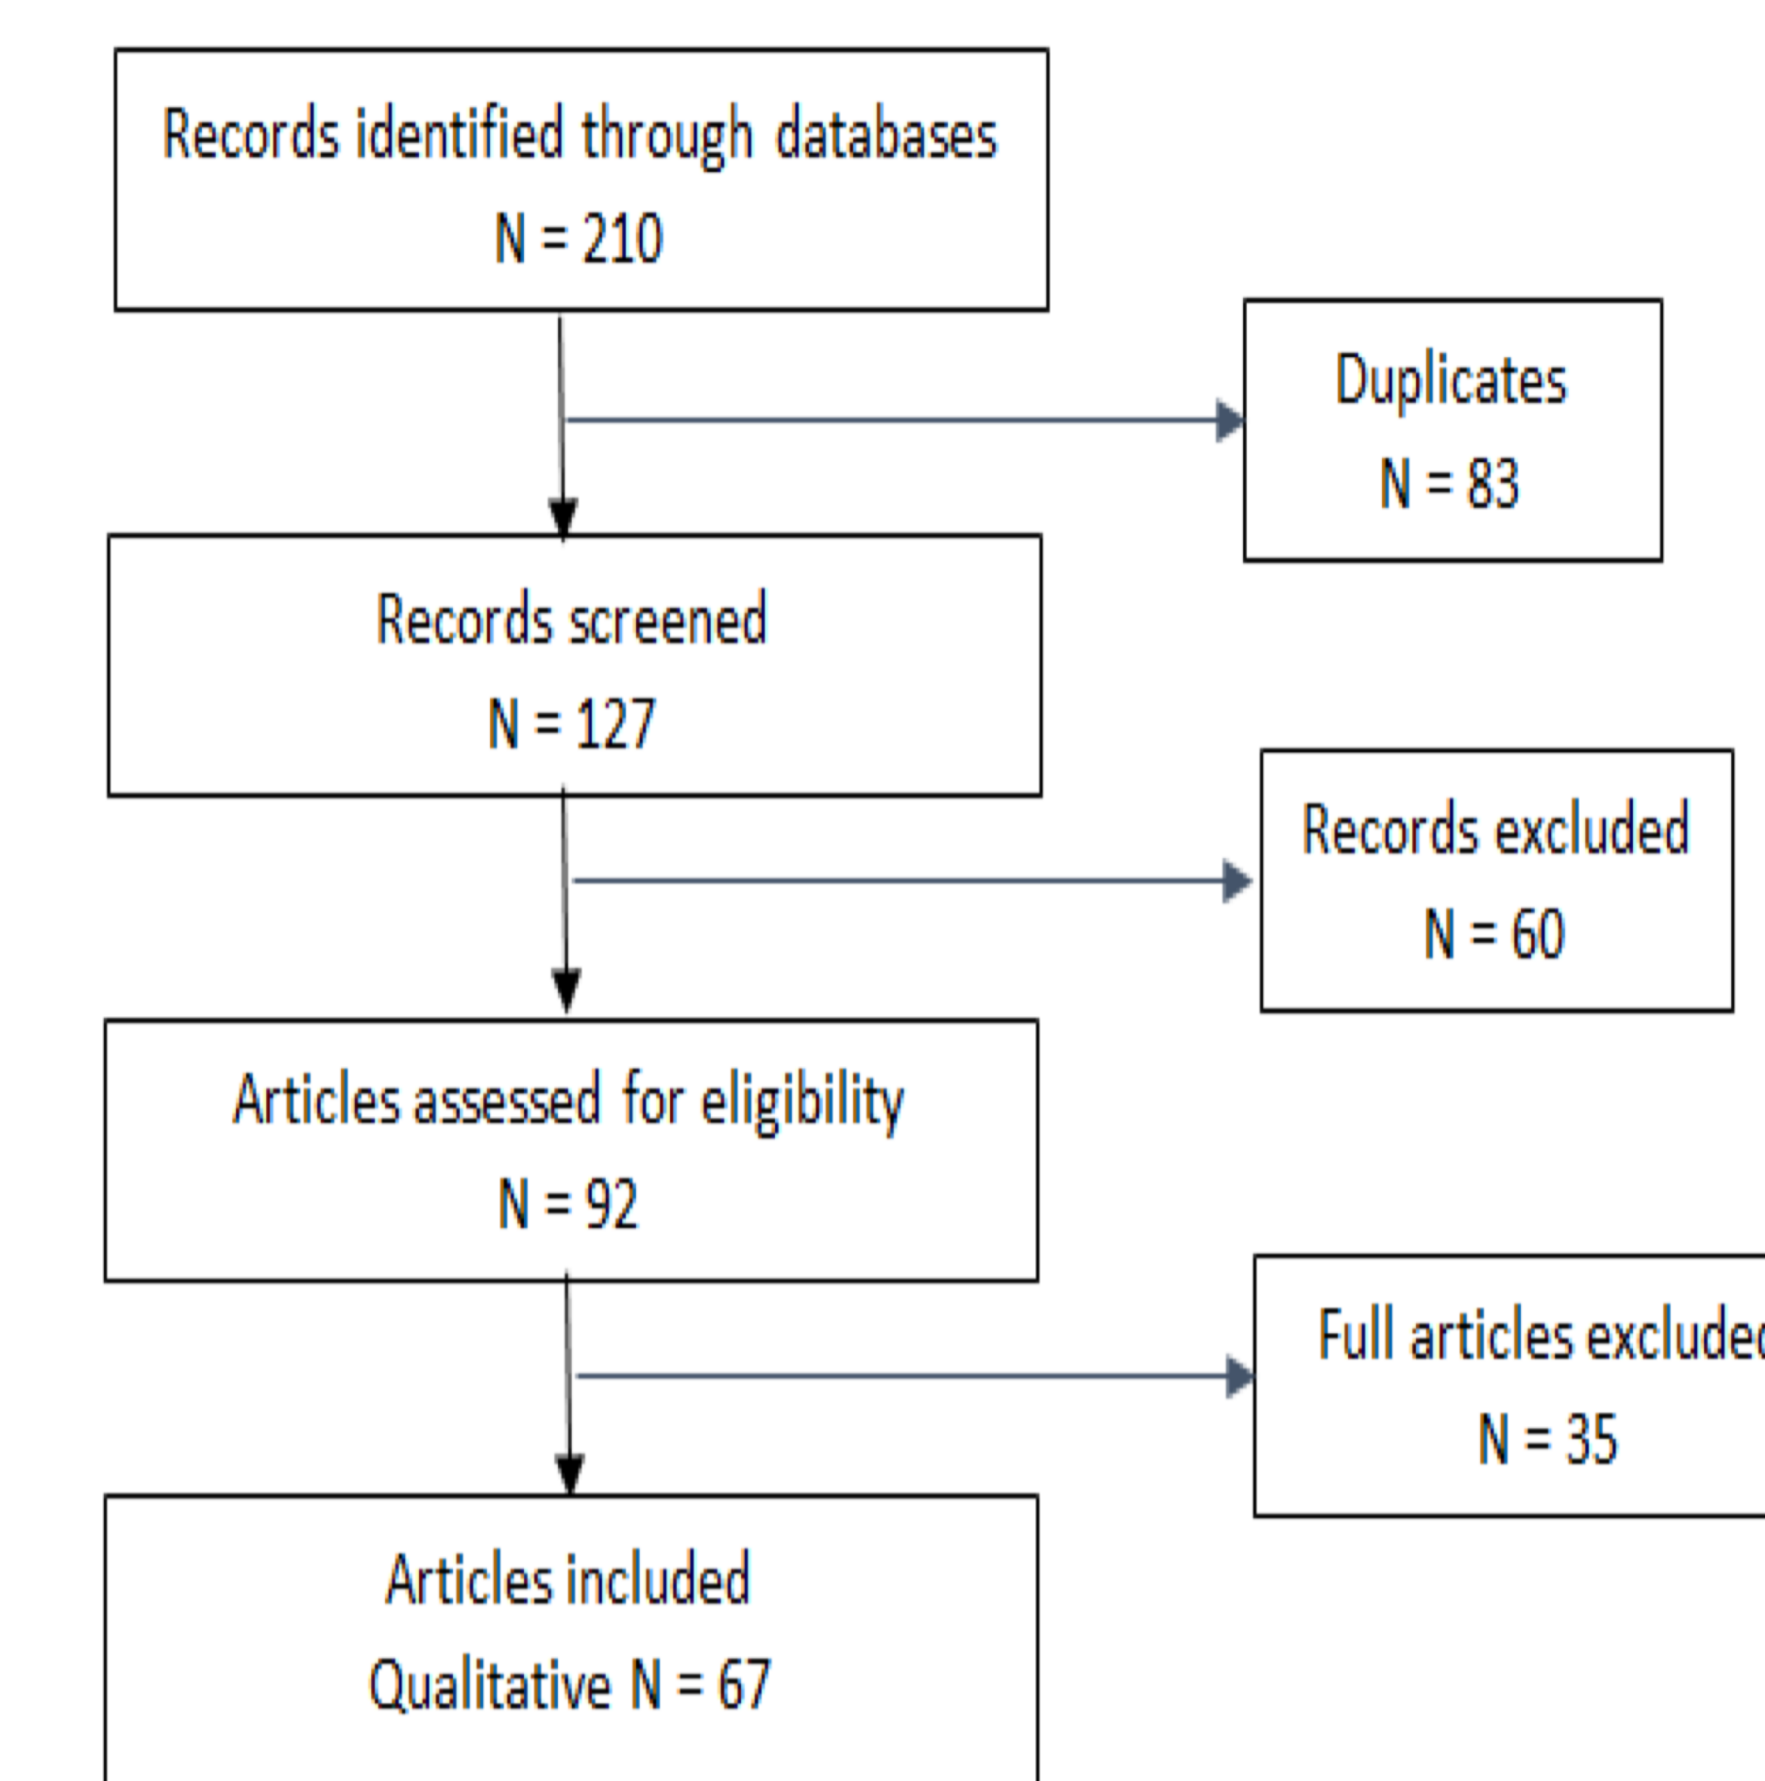 Records identified through databases
N = 210
Duplicates
N = 83
Records screened
N = 127
Records excluded
N = 60
Articles assessed for eligibility
N = 92
Full articles excluded
N = 35
Articles included
Qualitative N = 67